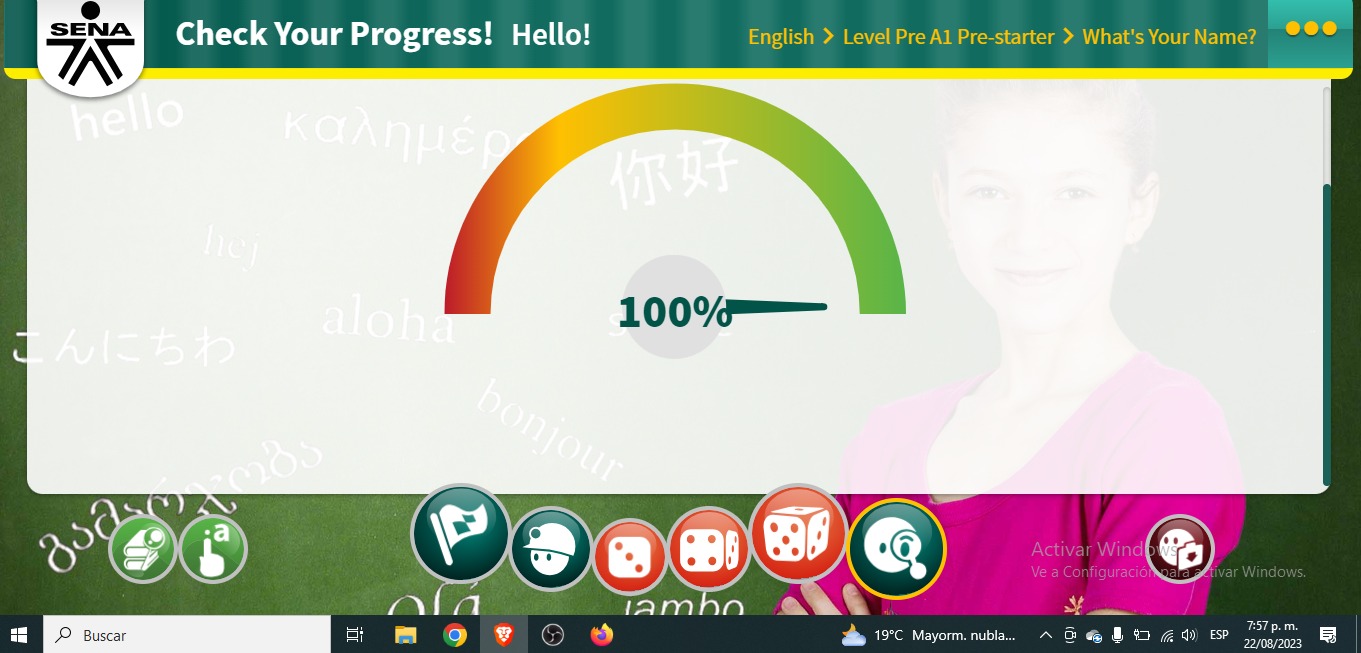 SENA
Check Your Progress! Hello!
English > Level Pre A1 Pre-starter > What's Your Name?
hello
καλημέρα
你好
hej
aloha
こんにちわ
100%
bonjour
გამარჯობა
olá
jambo
a
Activar Windows
Ve a Configuración para activar Windows.
Buscar
19°C Mayorm. nubla...
ESP
7:57 p. m.
22/08/2023